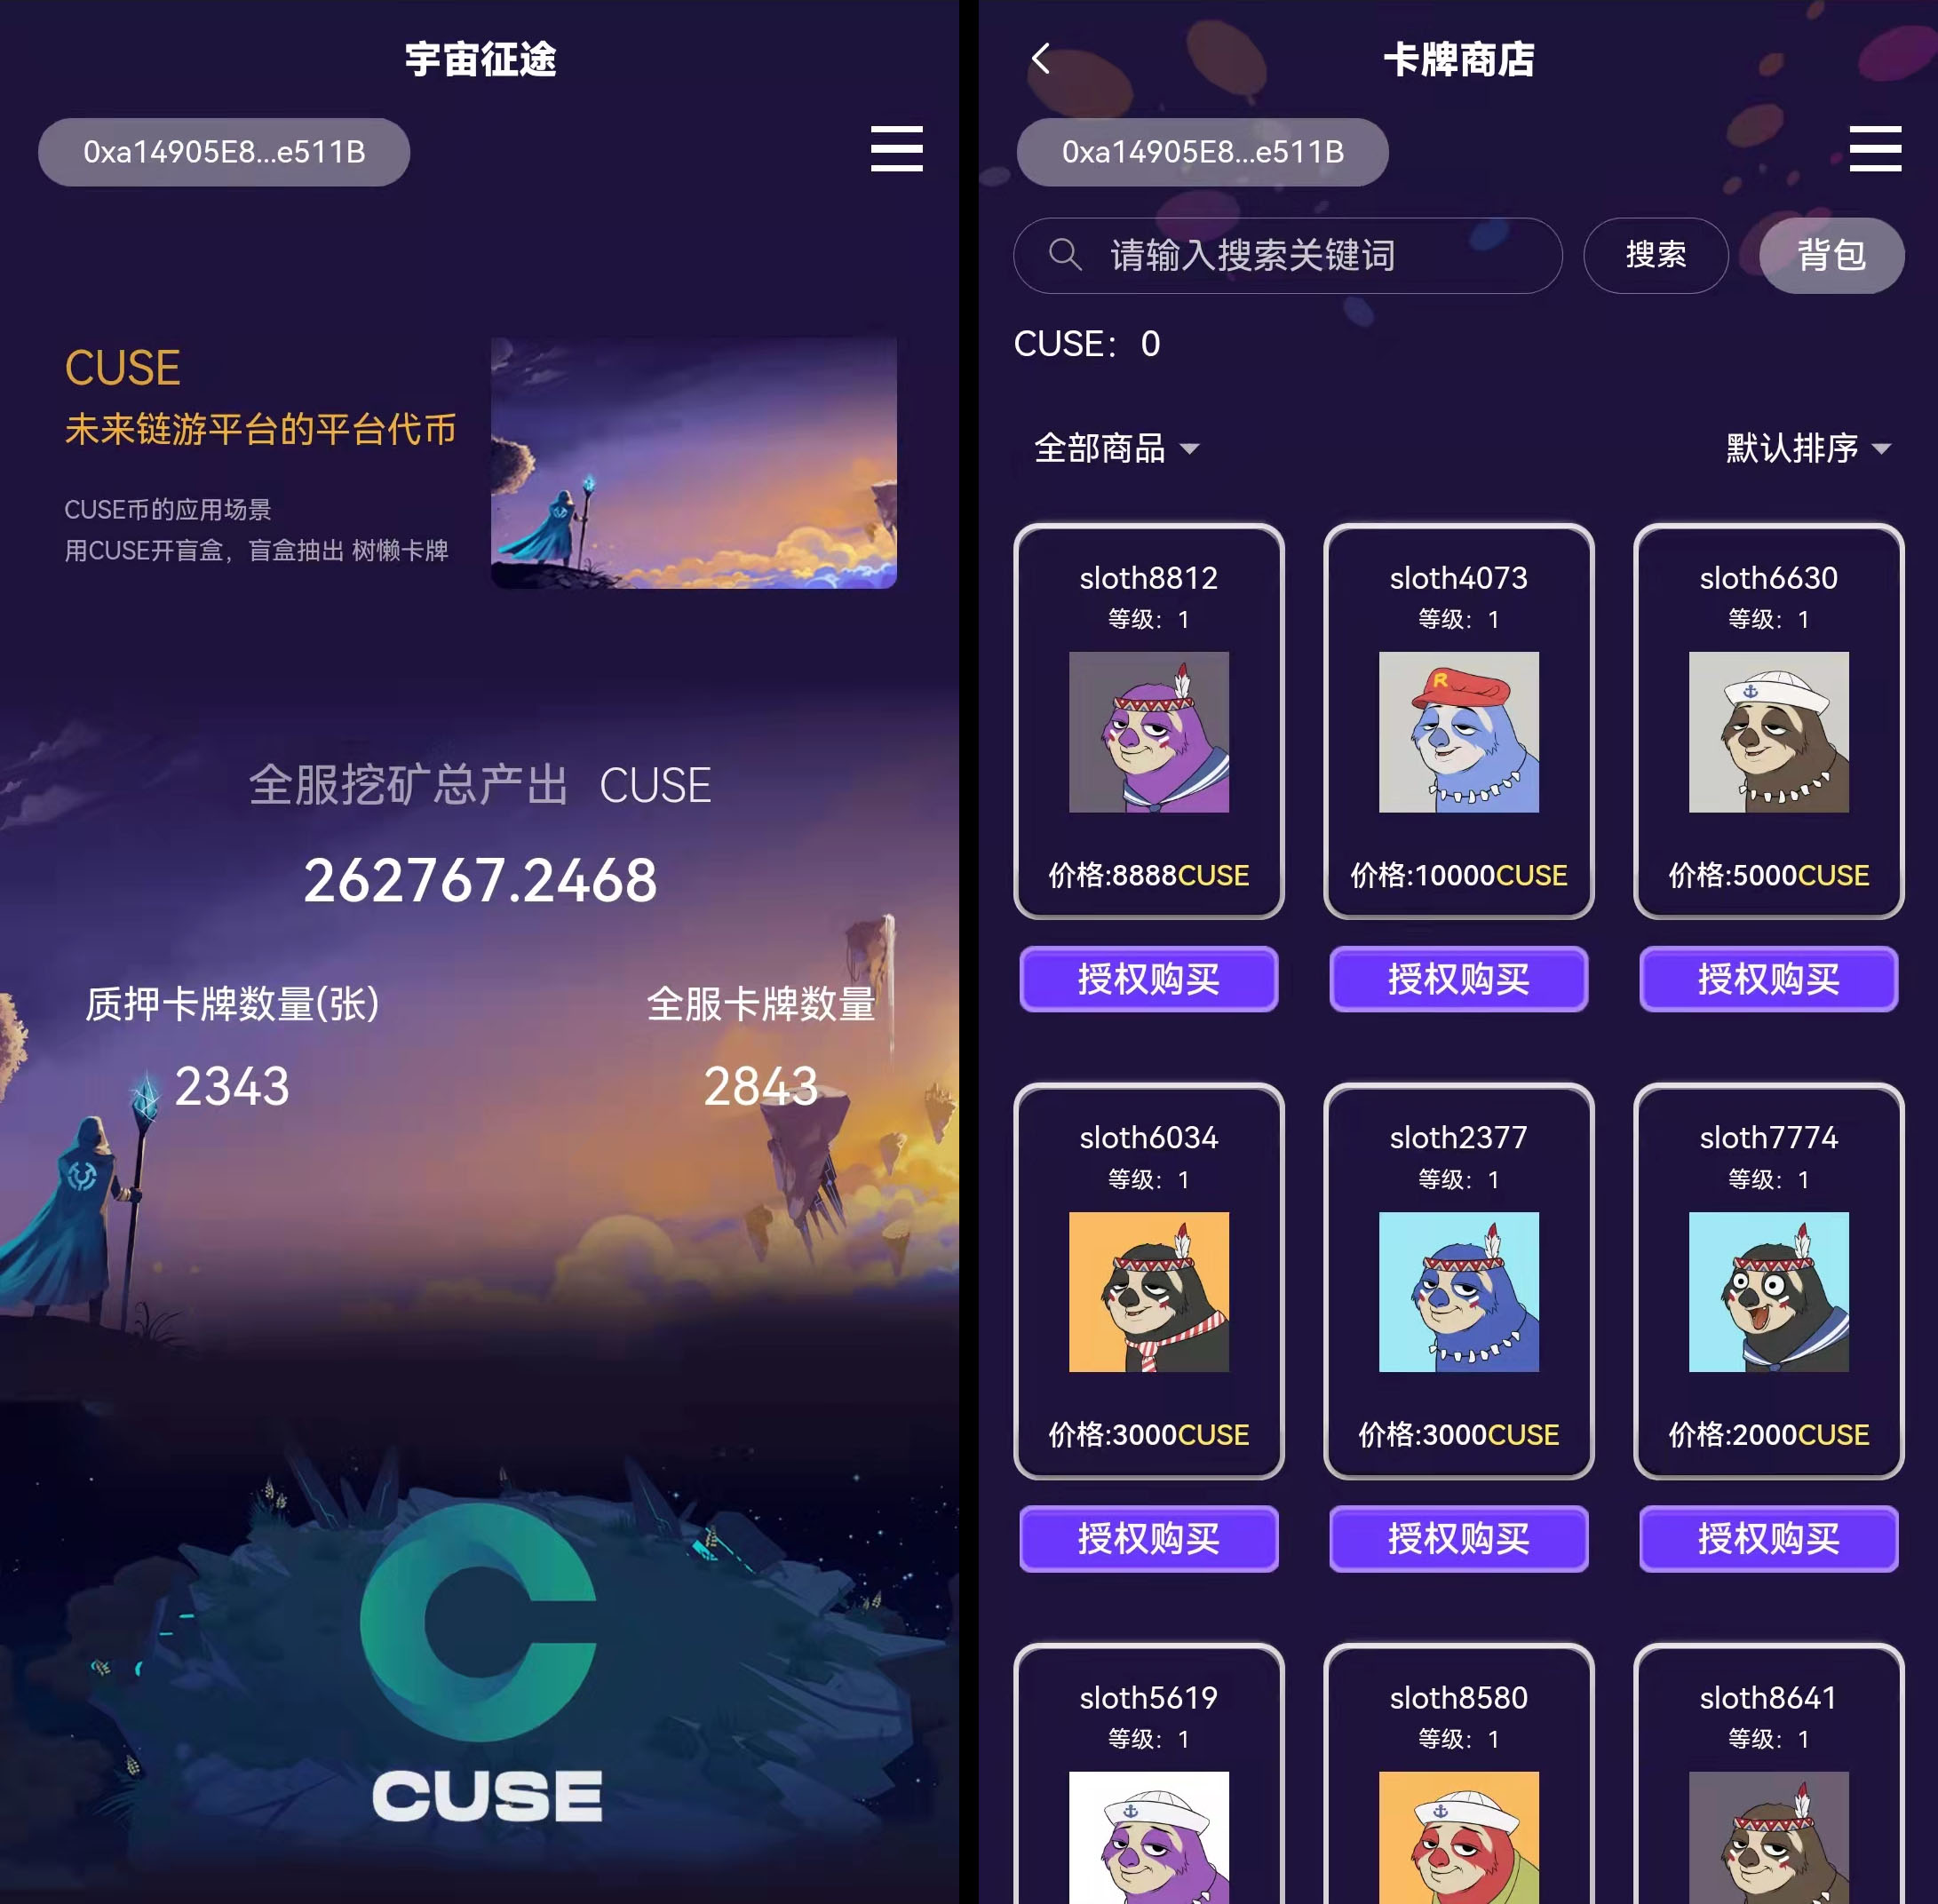 宇宙征途
0xa14905E8...e511B
CUSE
未来链游平台的平台代币
CUSE币的应用场景
用CUSE开盲盒，盲盒抽出 树懒卡牌
全服挖矿总产出 CUSE
262767.2468
质押卡牌数量(张) 全服卡牌数量
2343 2843
CUSE
卡牌商店
0xa14905E8...e511B
请输入搜索关键词 搜索 背包
CUSE：0
全部商品 默认排序
sloth8812 sloth4073 sloth6630
等级：1 等级：1 等级：1
R
价格:8888CUSE 价格:10000CUSE 价格:5000CUSE
授权购买 授权购买 授权购买
sloth6034 sloth2377 sloth7774
等级：1 等级：1 等级：1
价格:3000CUSE 价格:3000CUSE 价格:2000CUSE
授权购买 授权购买 授权购买
sloth5619 sloth8580 sloth8641
等级：1 等级：1 等级：1